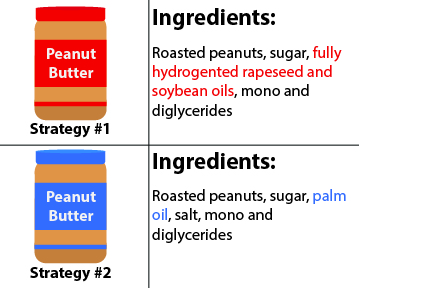 Peanut
Butter
Strategy #1
Ingredients:
Roasted peanuts, sugar, fully
hydrogented rapeseed and
soybean oils, mono and
diglycerides
Peanut
Butter
Strategy #2
Ingredients:
Roasted peanuts, sugar, palm
oil, salt, mono and
diglycerides